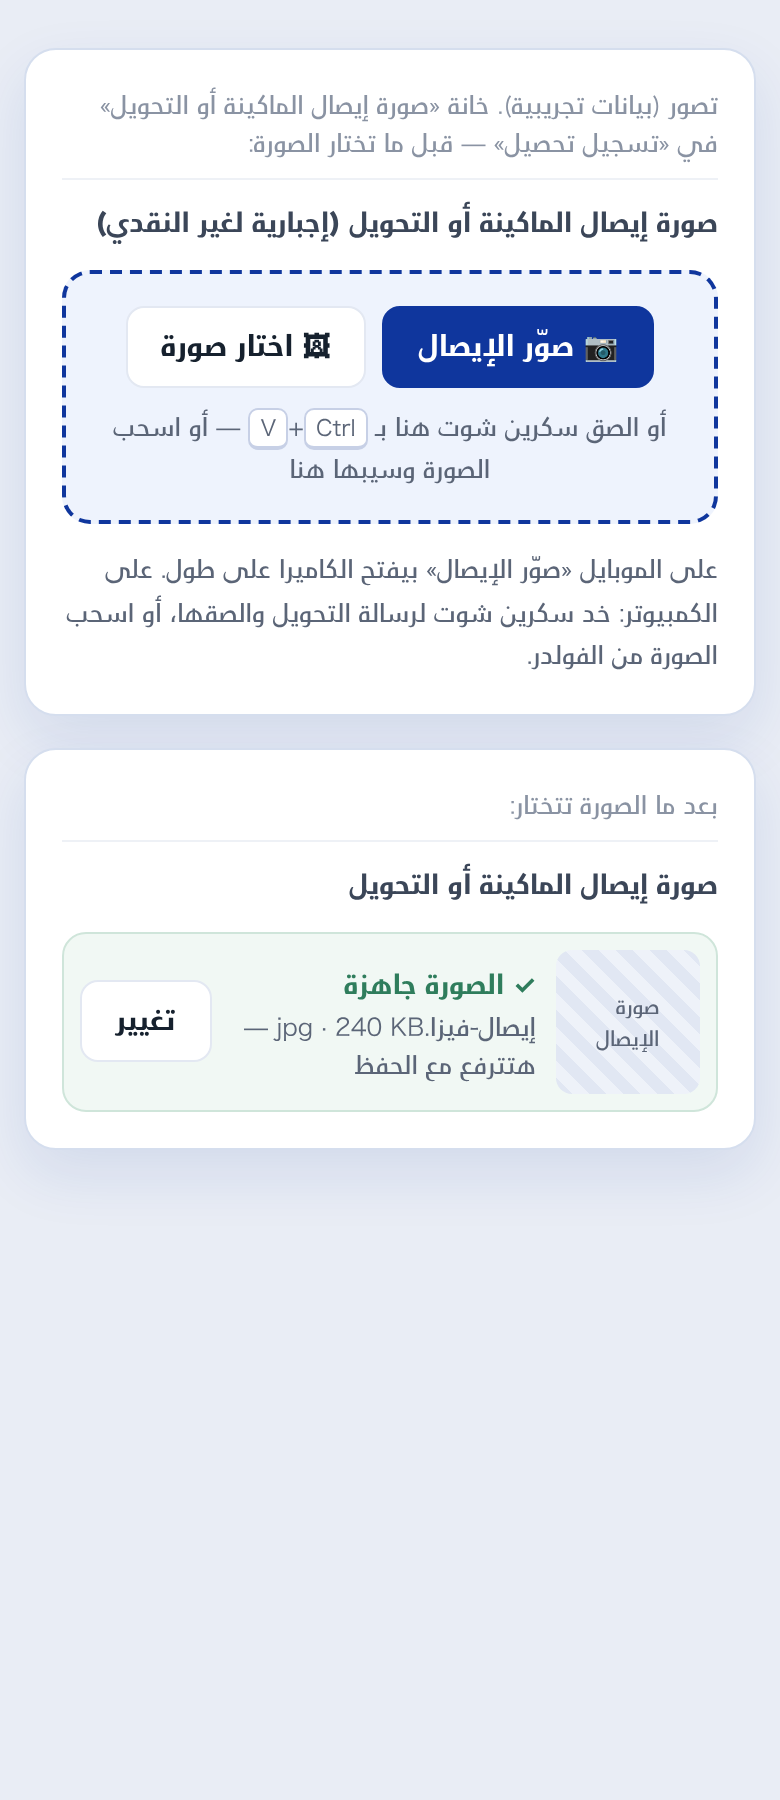 تصور (بيانات تجريبية). خانة «صورة إيصال الماكينة أو التحويل»
في «تسجيل تحصيل» — قبل ما تختار الصورة:
صورة إيصال الماكينة أو التحويل (إجبارية لغير النقدي)
📷 صوّر الإيصال
🖼 اختار صورة
أو الصق سكرين شوت هنا بـ Ctrl+V — أو اسحب
الصورة وسيبها هنا
على الموبايل «صوّر الإيصال» بيفتح الكاميرا على طول. على
الكمبيوتر: خد سكرين شوت لرسالة التحويل والصقها، أو اسحب
الصورة من الفولدر.
بعد ما الصورة تتختار:
صورة إيصال الماكينة أو التحويل
صورة
الإيصال
✓ الصورة جاهزة
إيصال-فيزا.jpg · 240 KB —
هتترفع مع الحفظ
تغيير